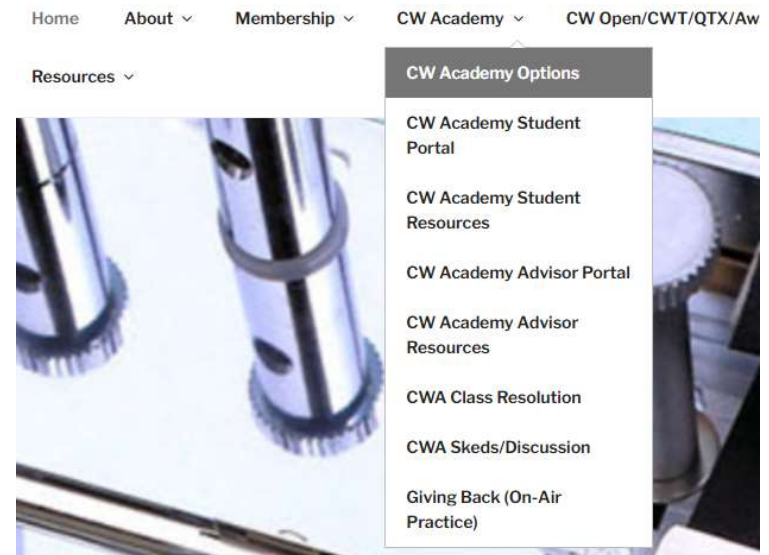 Home About Membership CW Academy CW Open/CWT/QTX/Aw
Resources
CW Academy Options
CW Academy Student
Portal
CW Academy Student
Resources
CW Academy Advisor Portal
CW Academy Advisor
Resources
CWA Class Resolution
CWA Skeds/Discussion
Giving Back (On-Air
Practice)